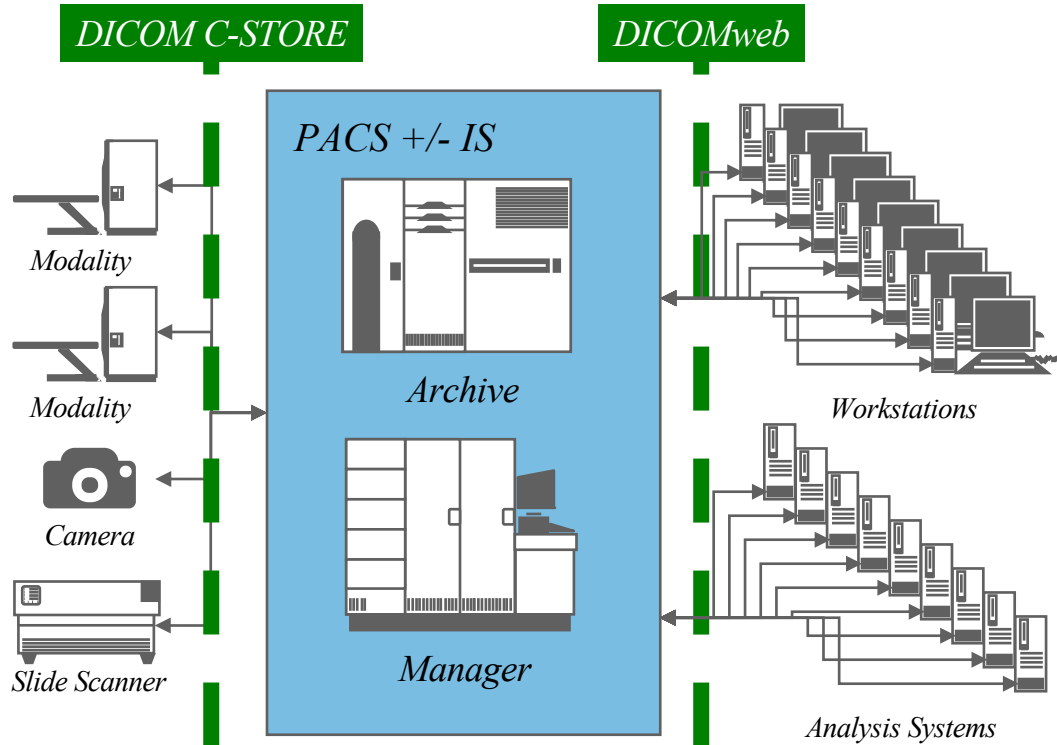 DICOM C-STORE
DICOMweb
PACS +/- IS
Modality
Modality
Camera
Slide Scanner
Archive
Manager
Workstations
Analysis Systems